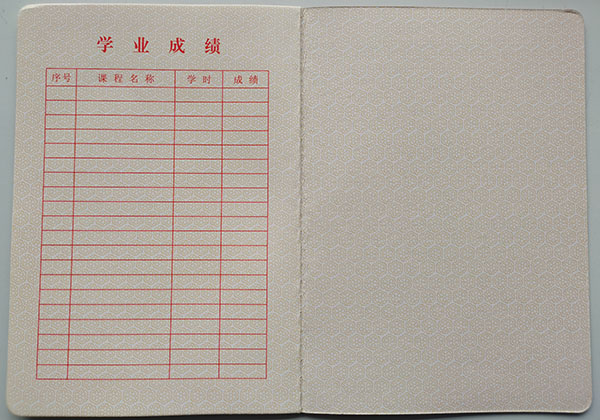 学业成绩
序号 课程名称 学时 成绩